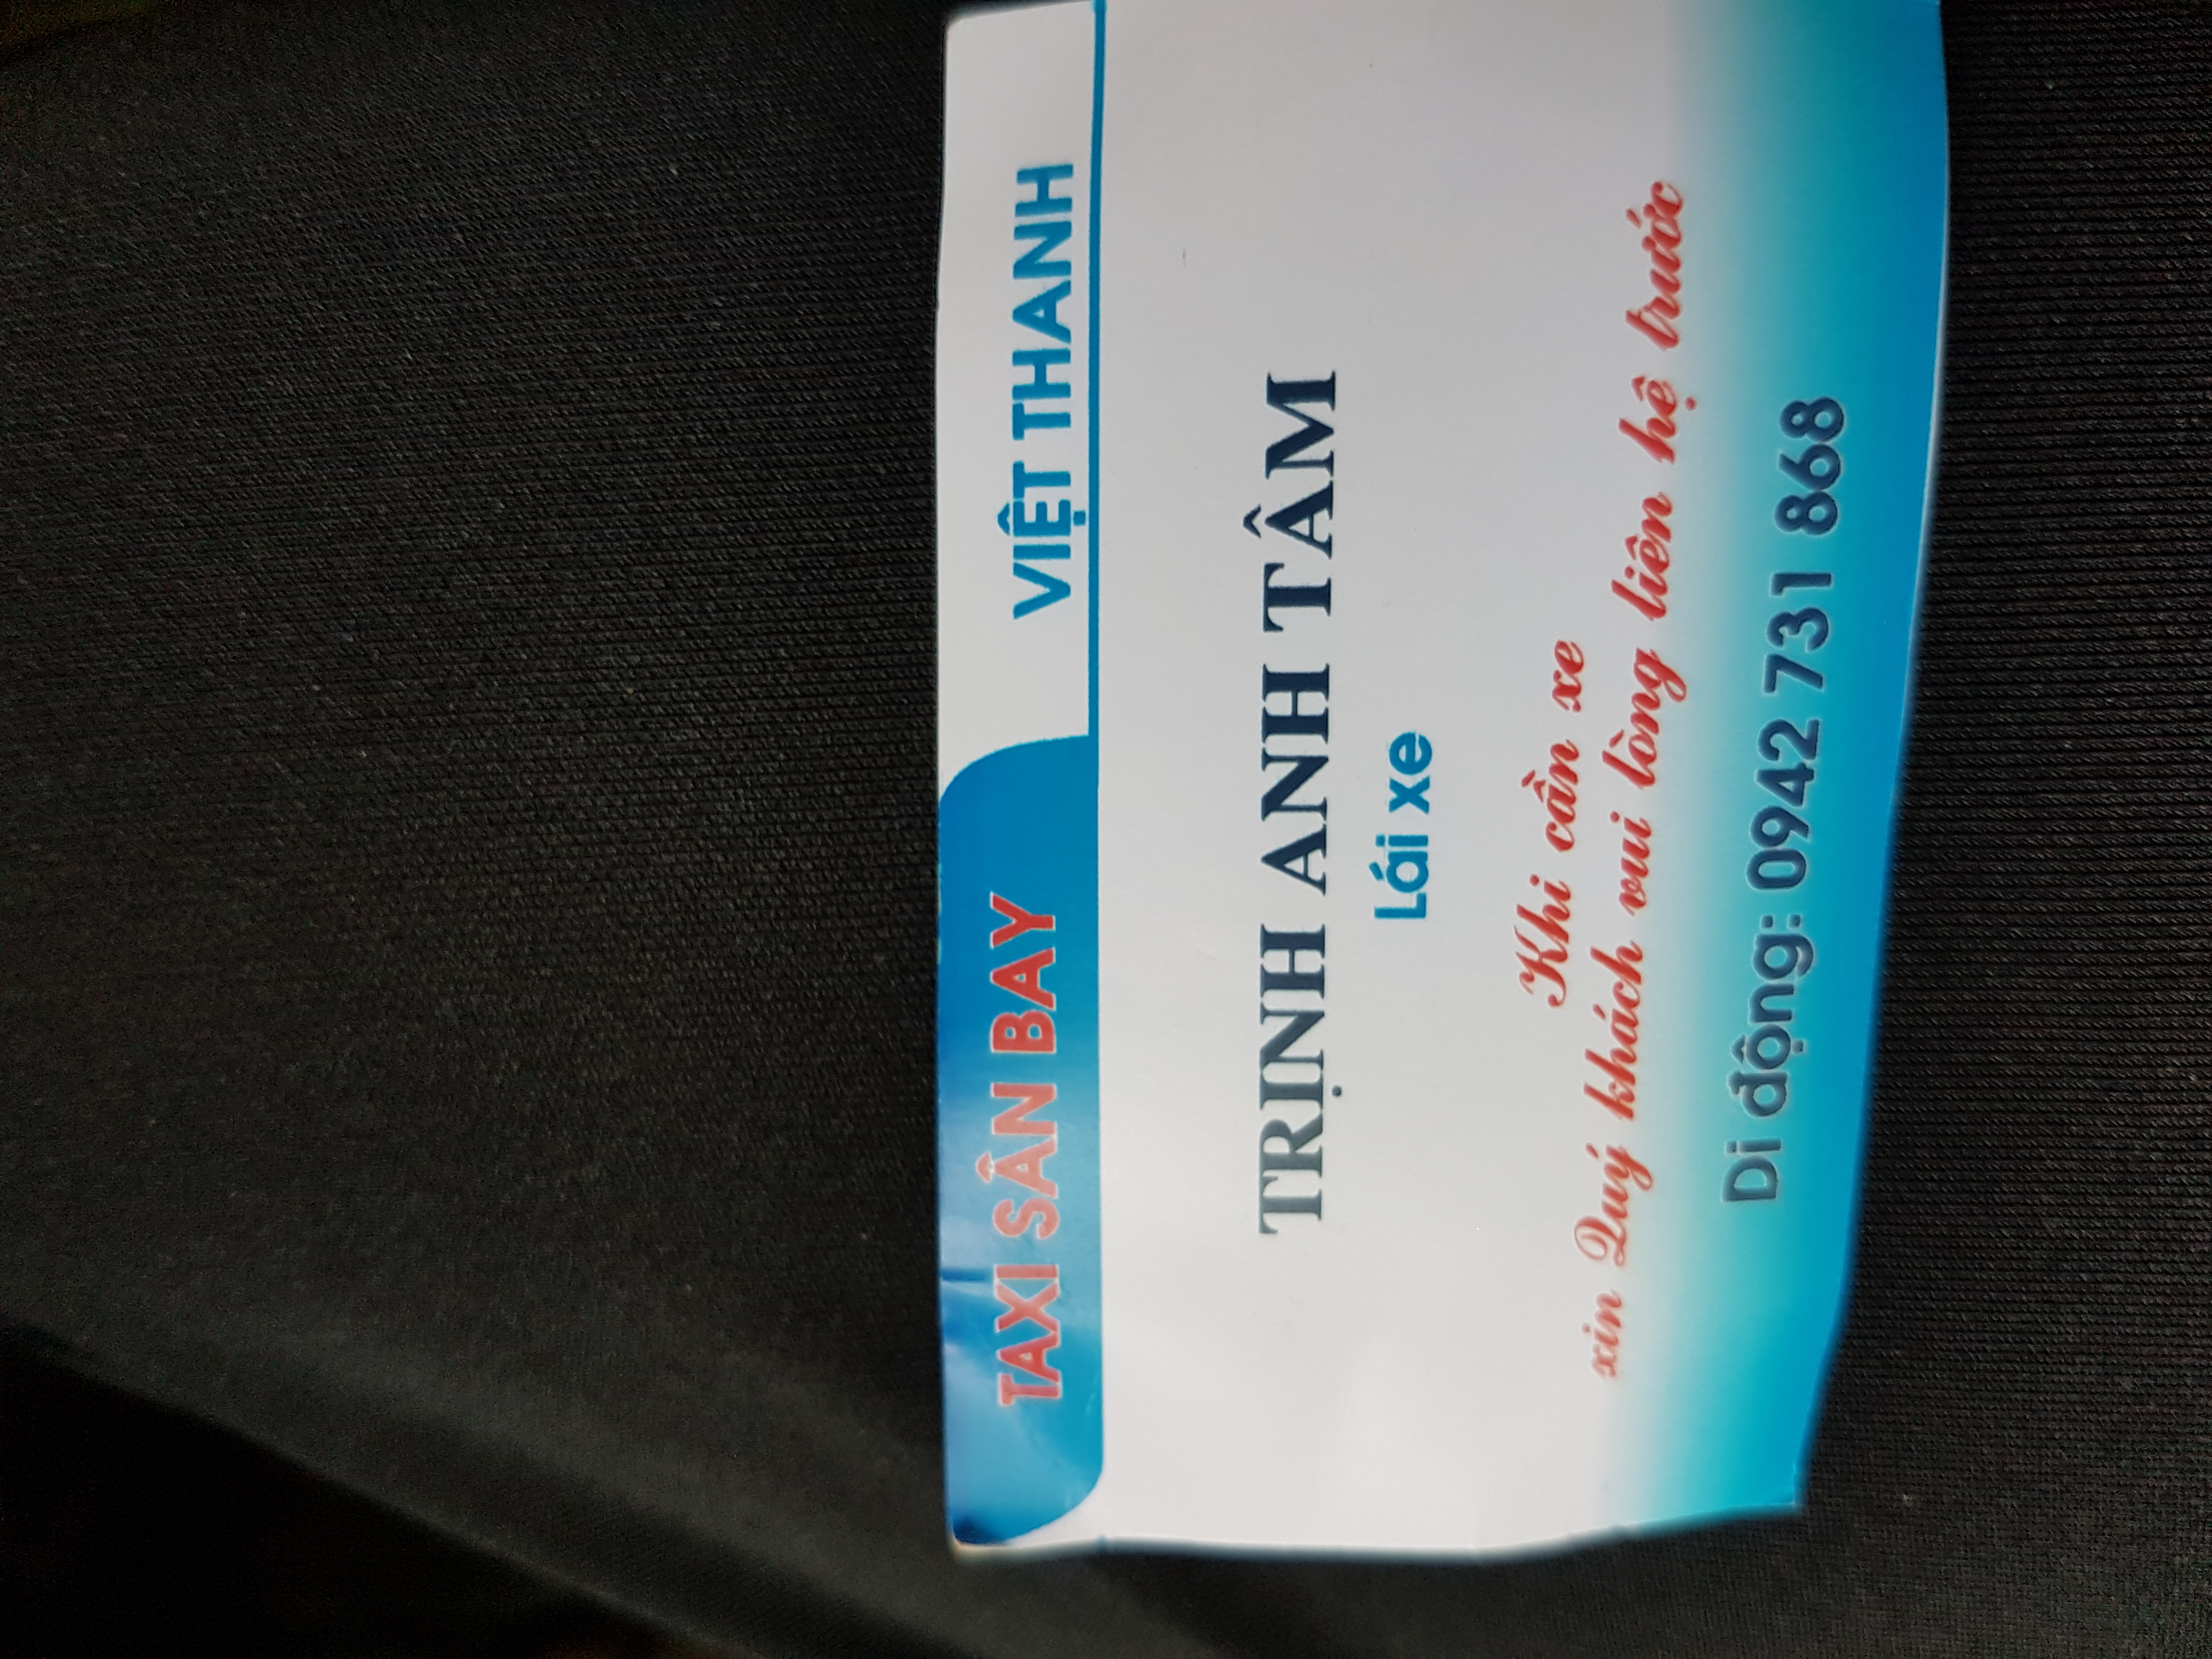 TAXI SÂN BAY VIỆT THANH
TRỊNH ANH TÂM
Lái xe
Khi cần xe
xin Quý khách vui lòng liên hệ trước
Di động: 0942 731 868